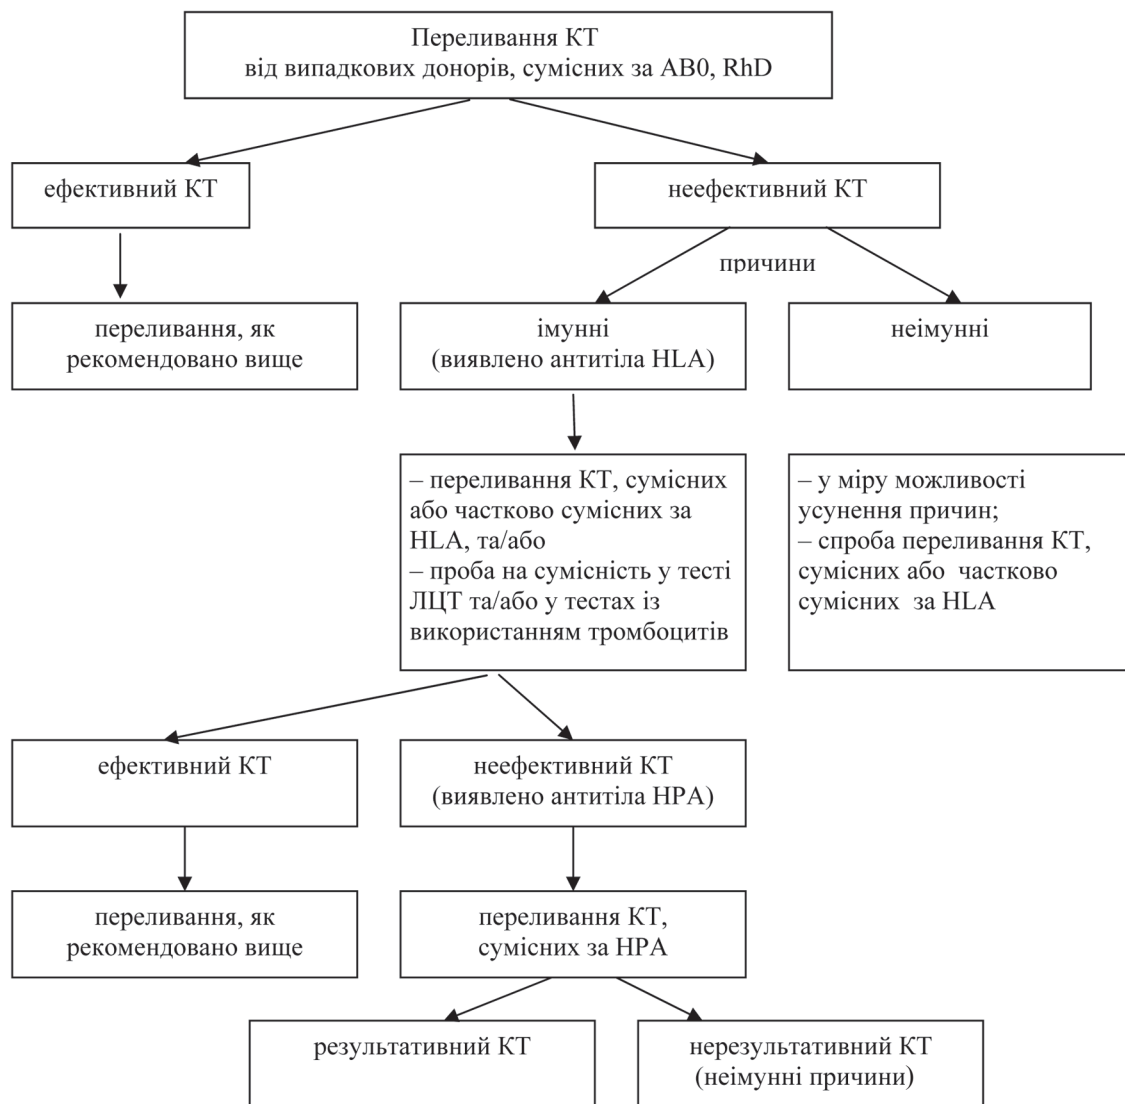 Переливання КТ
від випадкових донорів, сумісних за АВ0, RhD
ефективний КТ
неефективний КТ
причини
переливання, як
рекомендовано вище
імунні
(виявлено антитіла HLA)
неімунні
– переливання КТ, сумісних
або частково сумісних за
HLA, та/або
– проба на сумісність у тесті
ЛЦТ та/або у тестах із
використанням тромбоцитів
– у міру можливості
усунення причин;
– спроба переливання КТ,
сумісних або частково
сумісних за HLA
ефективний КТ
неефективний КТ
(виявлено антитіла HPA)
переливання, як
рекомендовано вище
переливання КТ,
сумісних за HPA
результативний КТ
нерезультативний КТ
(неімунні причини)